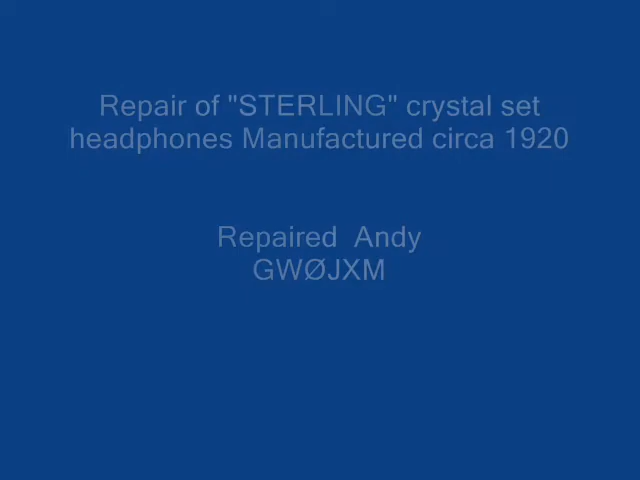 Repair of "STERLING" crystal set
headphones Manufactured circa 1920
Repaired  Andy
GWØJXM